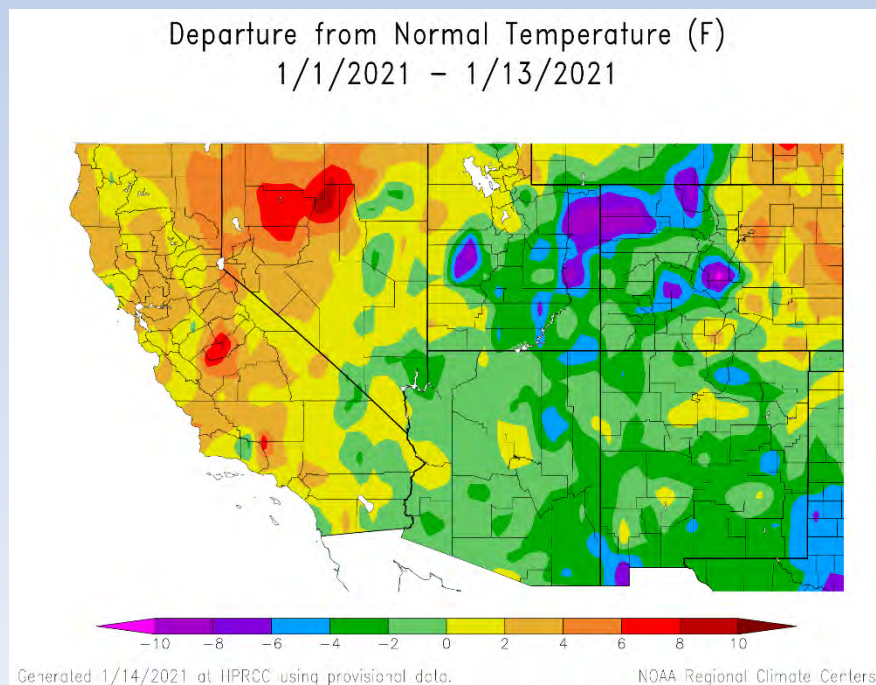 Departure from Normal Temperature (F)
1/1/2021 – 1/13/2021
-10 -8 -6 -4 -2 0 2 4 6 8 10
Generated 1/14/2021 at HPRCC using provisional data.
NOAA Regional Climate Centers